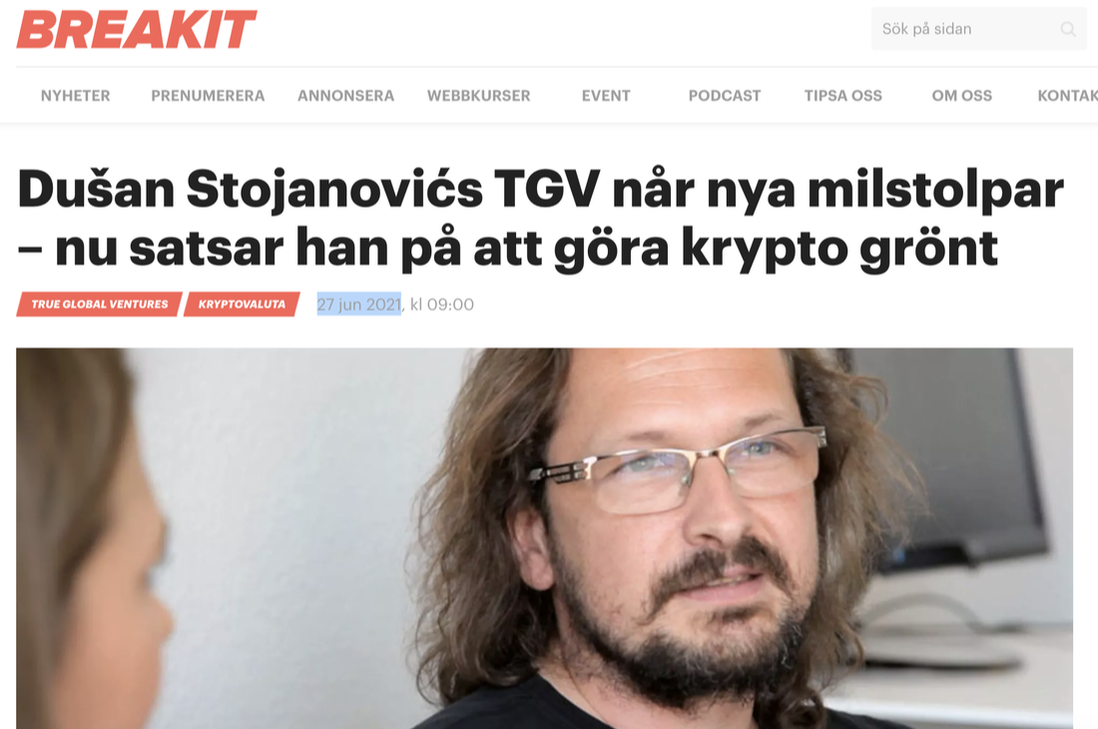 BREAKIT
Sök på sidan
NYHETER PRENUMERERA ANNONSERA WEBBKURSER EVENT PODCAST TIPSA OSS OM OSS KONTAK
Dušan Stojanovićs TGV når nya milstolpar
– nu satsar han på att göra krypto grönt
TRUE GLOBAL VENTURES KRYPTOVALUTA 27 jun 2021, kl 09:00